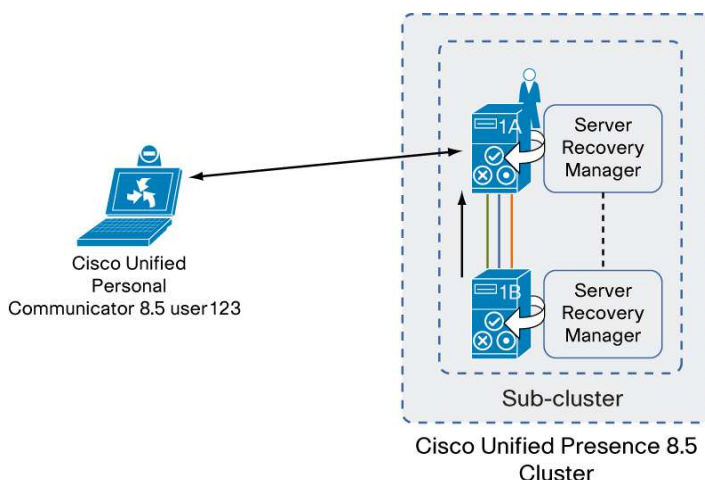 1A
Server
Recovery
Manager
Cisco Unified
Personal
Communicator 8.5 user123
1B
Server
Recovery
Manager
Sub-cluster
Cisco Unified Presence 8.5
Cluster